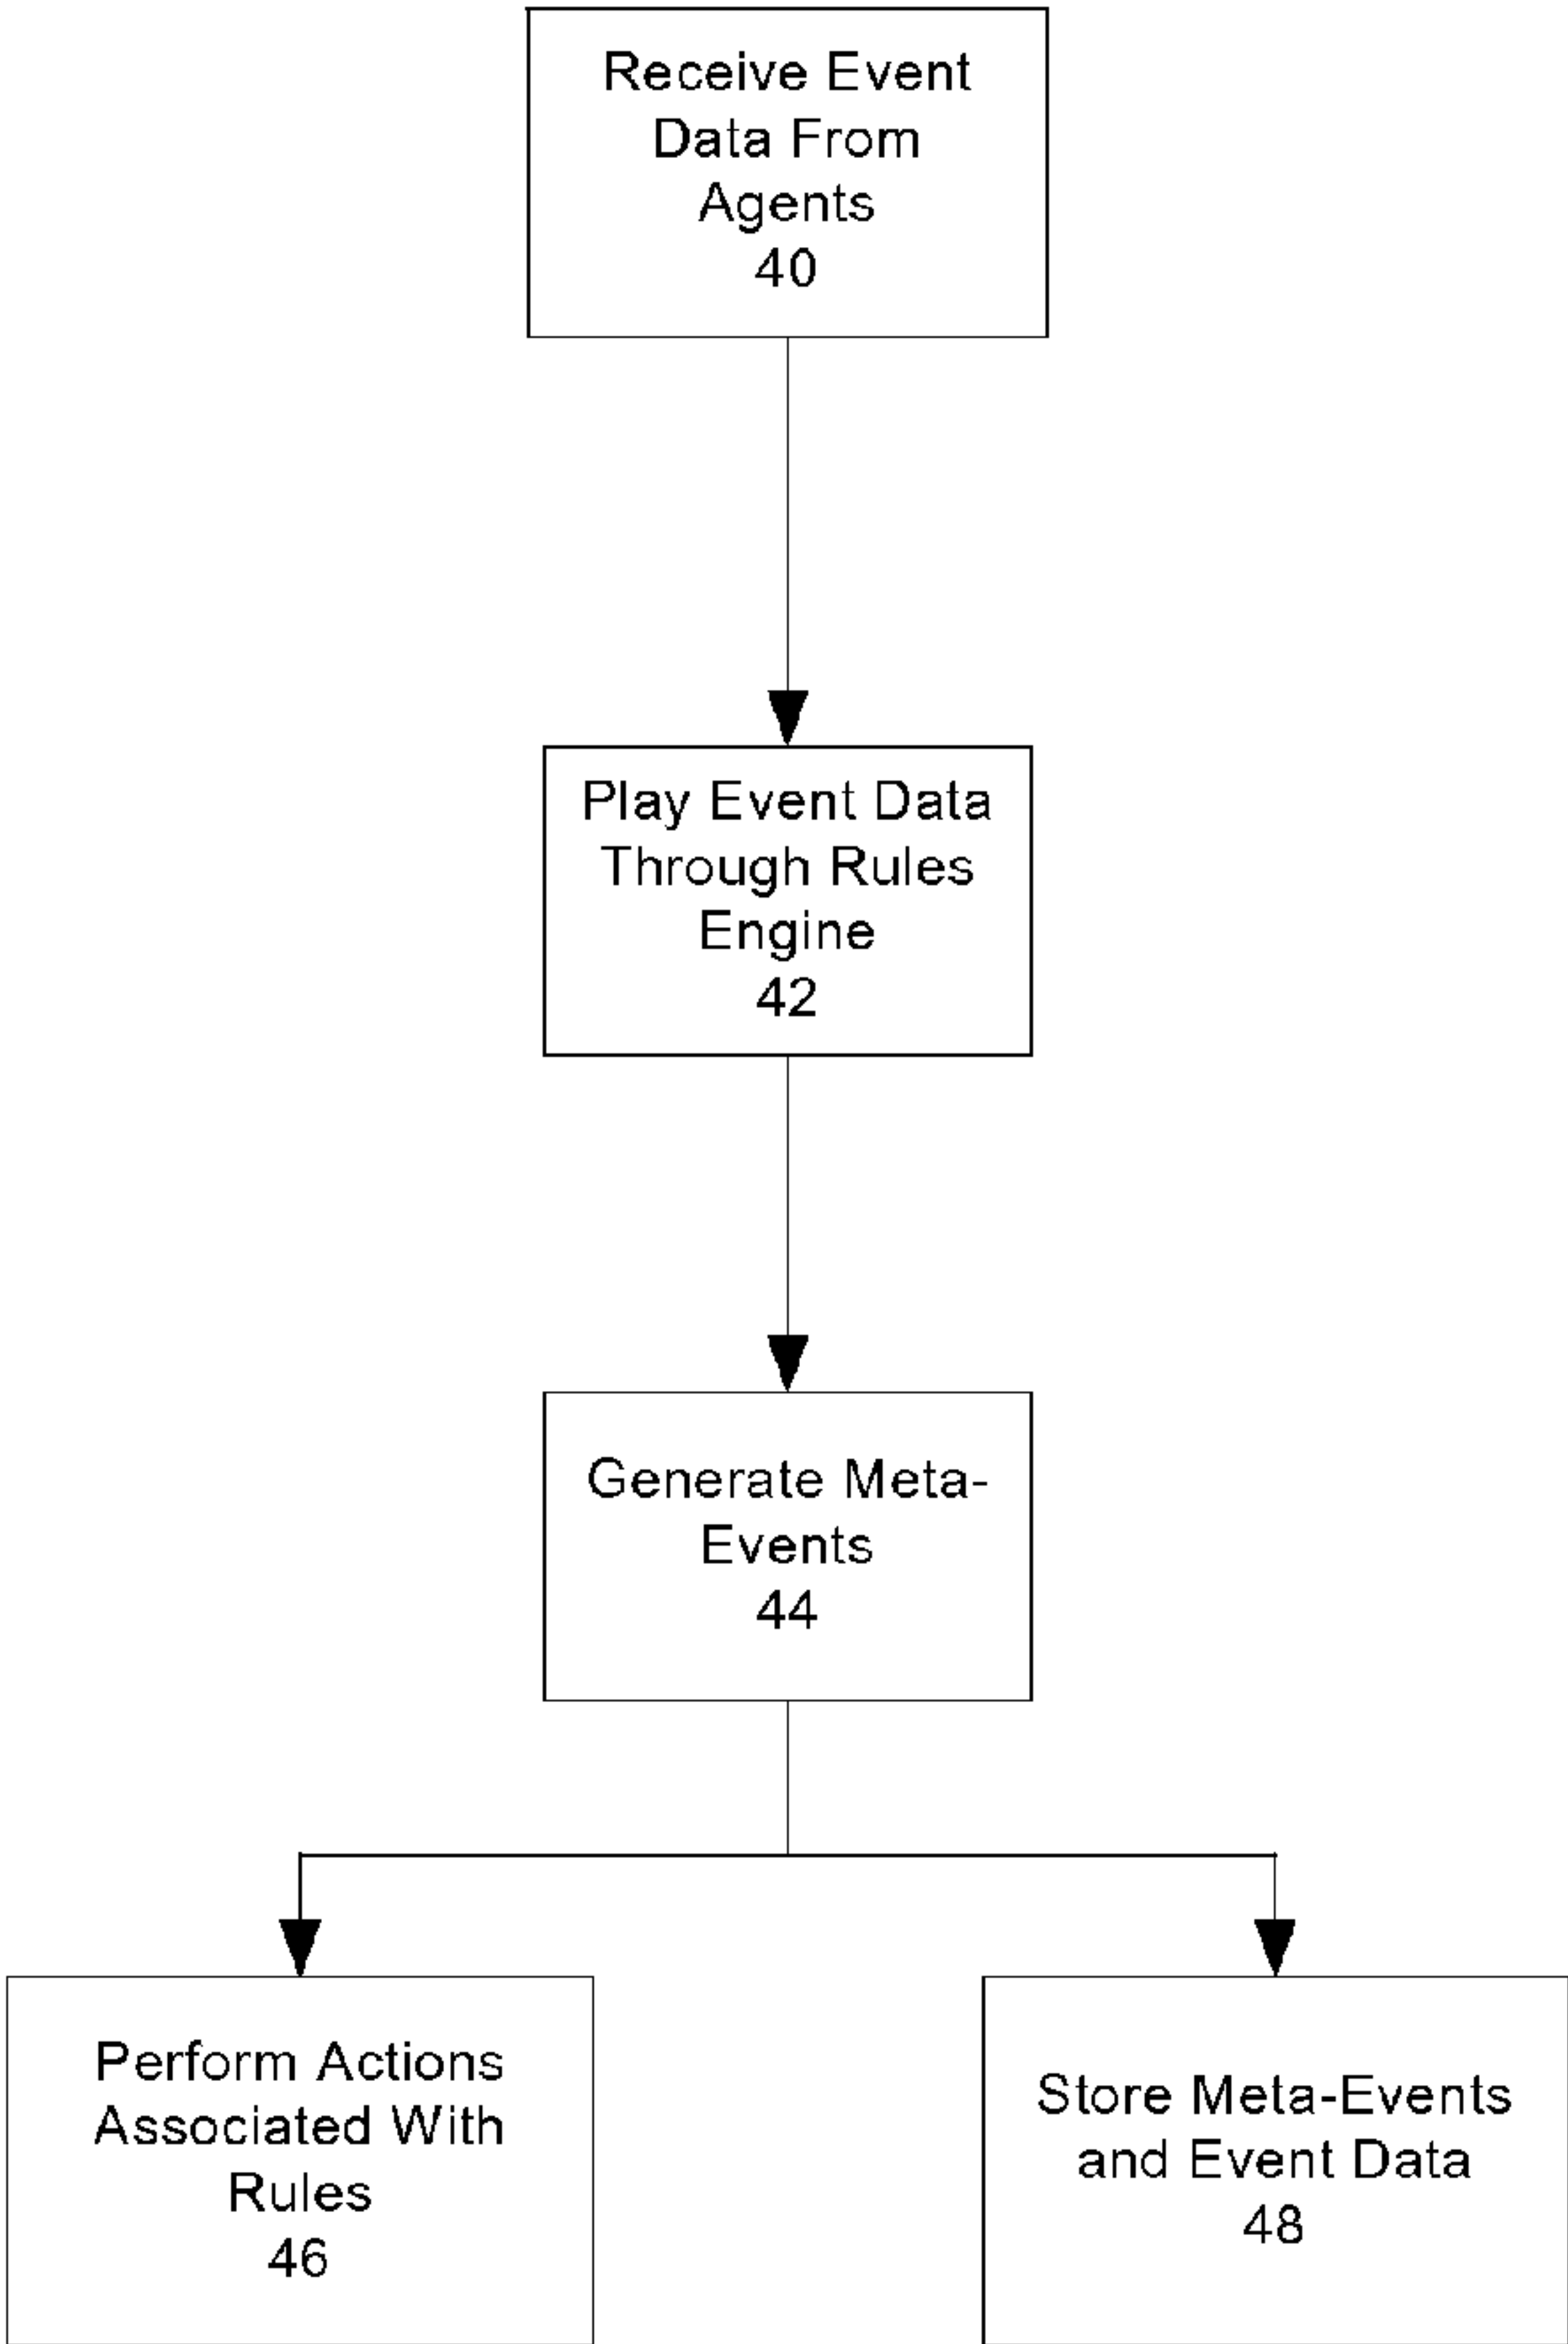 Receive Event
Data From
Agents
40
Play Event Data
Through Rules
Engine
42
Generate Meta-
Events
44
Perform Actions
Associated With
Rules
46
Store Meta-Events
and Event Data
48